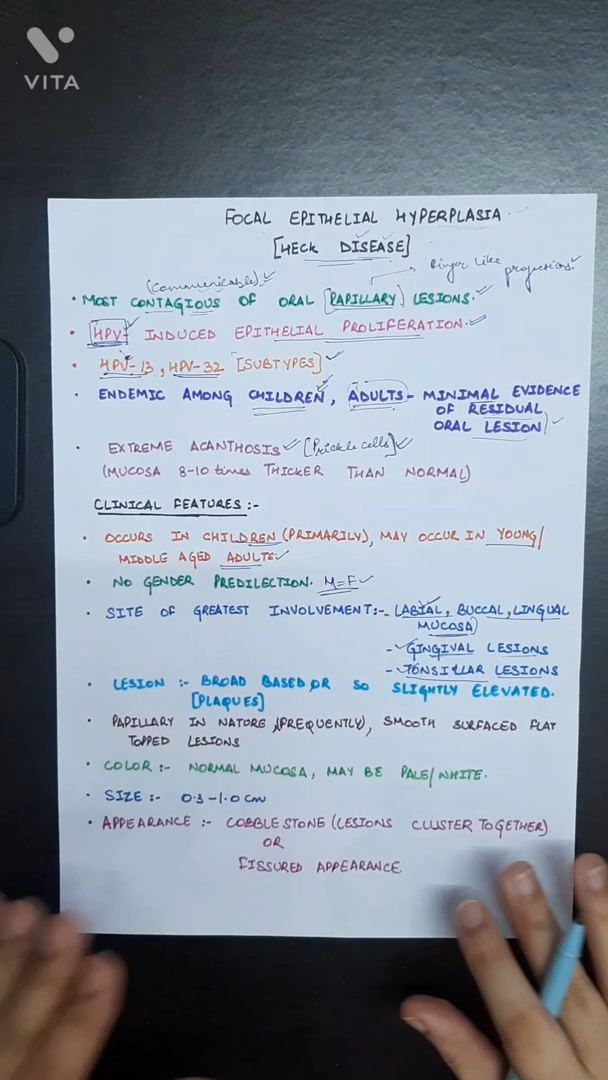 VITA
FOCAL EPITHELIAL HYPERPLASIA
[HECK DISEASE]
(Communicable)
Finger like projections.
• MOST CONTAGIOUS OF ORAL [PAPILLARY] LESIONS.
• HPV- INDUCED EPITHELIAL PROLIFERATION.
• HPV-13, HPV-32 [SUBTYPES]
• ENDEMIC AMONG CHILDREN, ADULTS- MINIMAL EVIDENCE
OF RESIDUAL
ORAL LESION)
• EXTREME ACANTHOSIS [Prickle cells]
(MUCOSA 8-10 times THICKER THAN NORMAL)
CLINICAL FEATURES:-
• OCCURS IN CHILDREN (PRIMARILY), MAY OCCUR IN YOUNG/
MIDDLE AGED ADULTS.
• NO GENDER PREDILECTION. M=F
• SITE OF GREATEST INVOLVEMENT:- (LABIAL, BUCCAL, LINGUAL
MUCOSA)
- GINGIVAL LESIONS
- TONSILLAR LESIONS
• LESION :- BROAD BASED OR SO SLIGHTLY ELEVATED.
[PLAQUES]
• PAPILLARY IN NATURE (FREQUENTLY), SMOOTH SURFACED FLAT
TOPPED LESIONS
• COLOR:- NORMAL MUCOSA, MAY BE PALE/WHITE.
• SIZE :- 0.3-1.0 cm
• APPEARANCE :- COBBLESTONE (LESIONS CLUSTER TOGETHER)
OR
FISSURED APPEARANCE